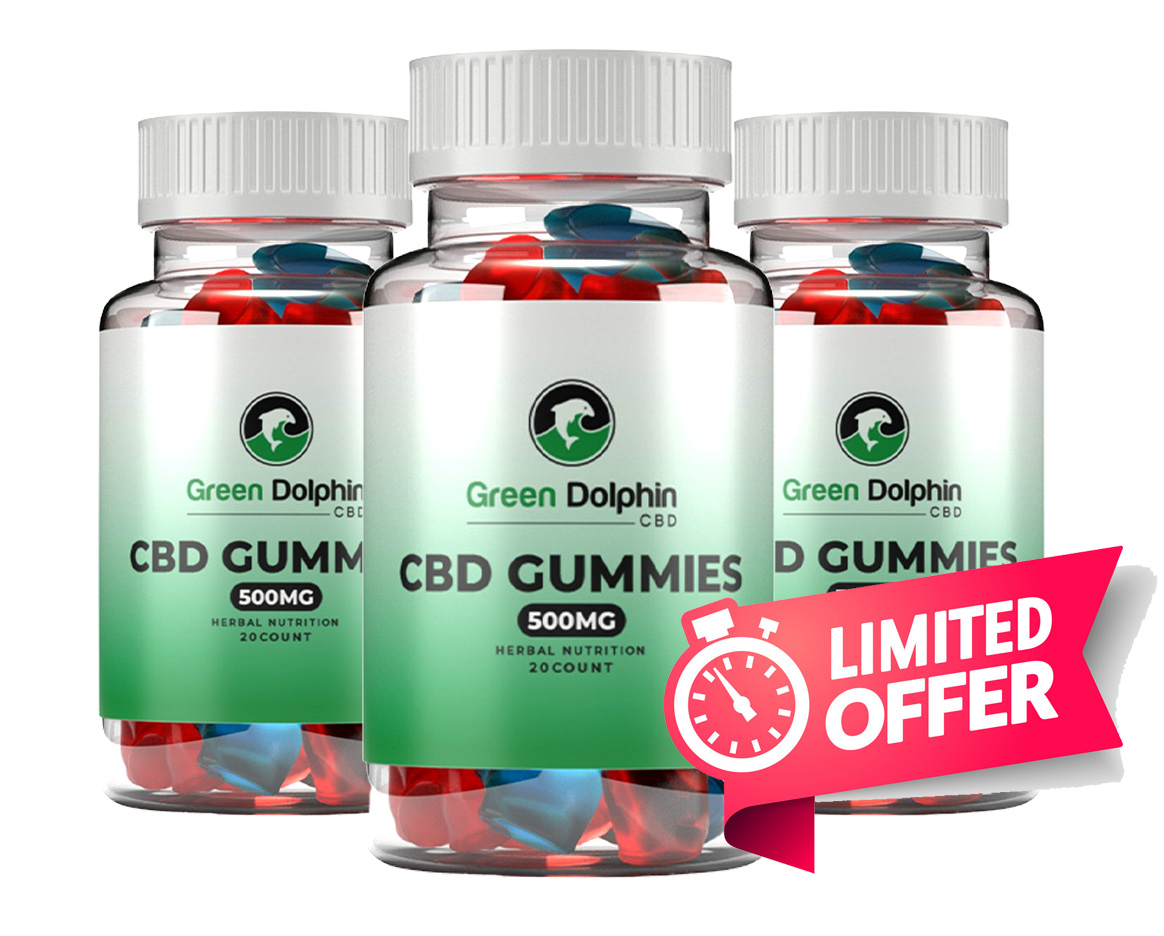 Green Dolphin
CBD
CBD GUMM
500MG
HERBAL NUTRITION
20COUNT
Green Dolphin
CBD
CBD GUMMIES
500MG
HERBAL NUTRITION
20COUNT
Green Dolphin
CBD
D GUMMIES
LIMITED
OFFER